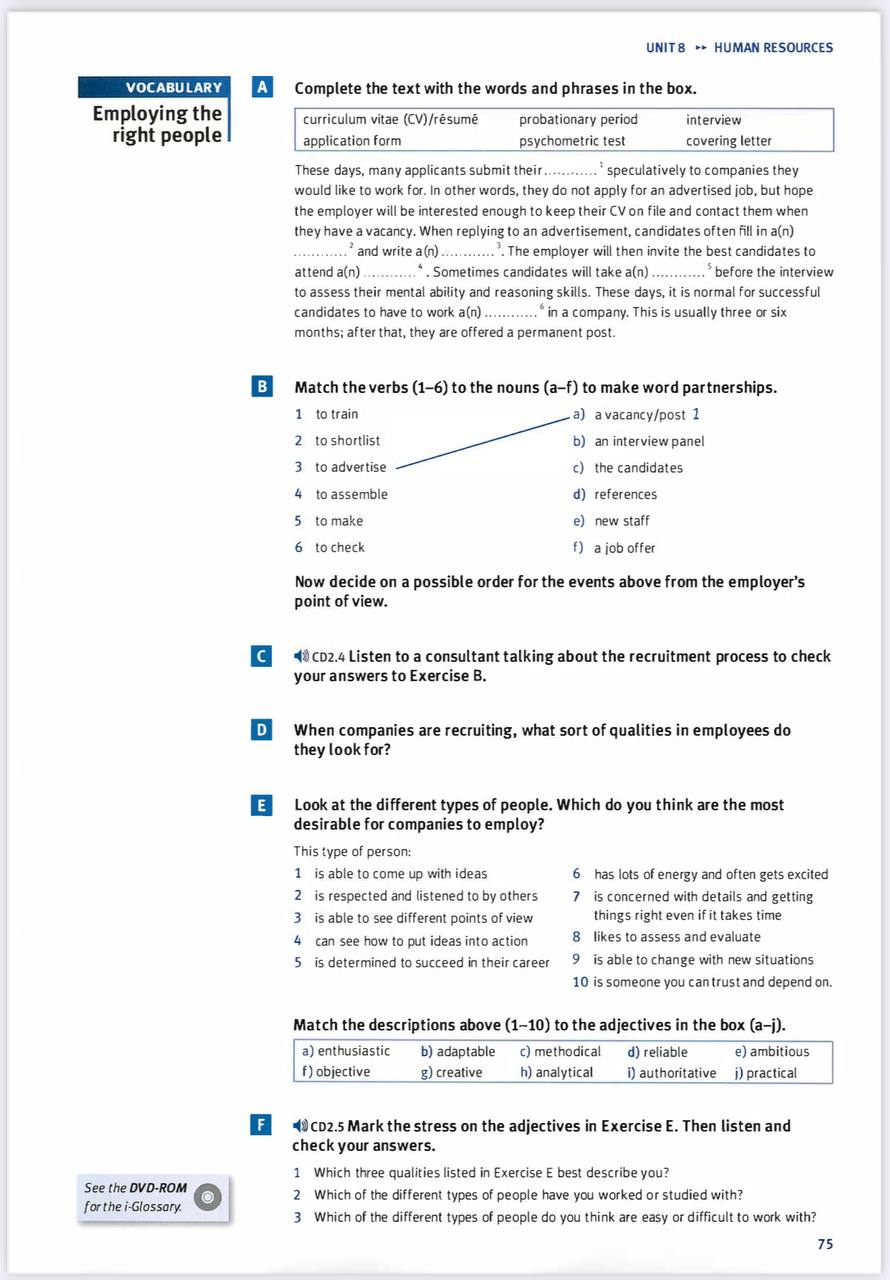 UNIT 8 ▸▸ HUMAN RESOURCES
VOCABULARY
Employing the
right people
A Complete the text with the words and phrases in the box.
curriculum vitae (CV)/résumé probationary period interview
application form psychometric test covering letter
These days, many applicants submit their ............ ¹ speculatively to companies they
would like to work for. In other words, they do not apply for an advertised job, but hope
the employer will be interested enough to keep their CV on file and contact them when
they have a vacancy. When replying to an advertisement, candidates often fill in a(n)
............ ² and write a(n) ............ ³. The employer will then invite the best candidates to
attend a(n) ............ ⁴ . Sometimes candidates will take a(n) ............ ⁵ before the interview
to assess their mental ability and reasoning skills. These days, it is normal for successful
candidates to have to work a(n) ............ ⁶ in a company. This is usually three or six
months; after that, they are offered a permanent post.
B Match the verbs (1–6) to the nouns (a–f) to make word partnerships.
1 to train a) a vacancy/post 1
2 to shortlist b) an interview panel
3 to advertise c) the candidates
4 to assemble d) references
5 to make e) new staff
6 to check f) a job offer
Now decide on a possible order for the events above from the employer's
point of view.
C CD2.4 Listen to a consultant talking about the recruitment process to check
your answers to Exercise B.
D When companies are recruiting, what sort of qualities in employees do
they look for?
E Look at the different types of people. Which do you think are the most
desirable for companies to employ?
This type of person:
1 is able to come up with ideas
2 is respected and listened to by others
3 is able to see different points of view
4 can see how to put ideas into action
5 is determined to succeed in their career
6 has lots of energy and often gets excited
7 is concerned with details and getting
things right even if it takes time
8 likes to assess and evaluate
9 is able to change with new situations
10 is someone you can trust and depend on.
Match the descriptions above (1–10) to the adjectives in the box (a–j).
a) enthusiastic b) adaptable c) methodical d) reliable e) ambitious
f) objective g) creative h) analytical i) authoritative j) practical
F CD2.5 Mark the stress on the adjectives in Exercise E. Then listen and
check your answers.
1 Which three qualities listed in Exercise E best describe you?
2 Which of the different types of people have you worked or studied with?
3 Which of the different types of people do you think are easy or difficult to work with?
See the DVD-ROM
for the i-Glossary.
75